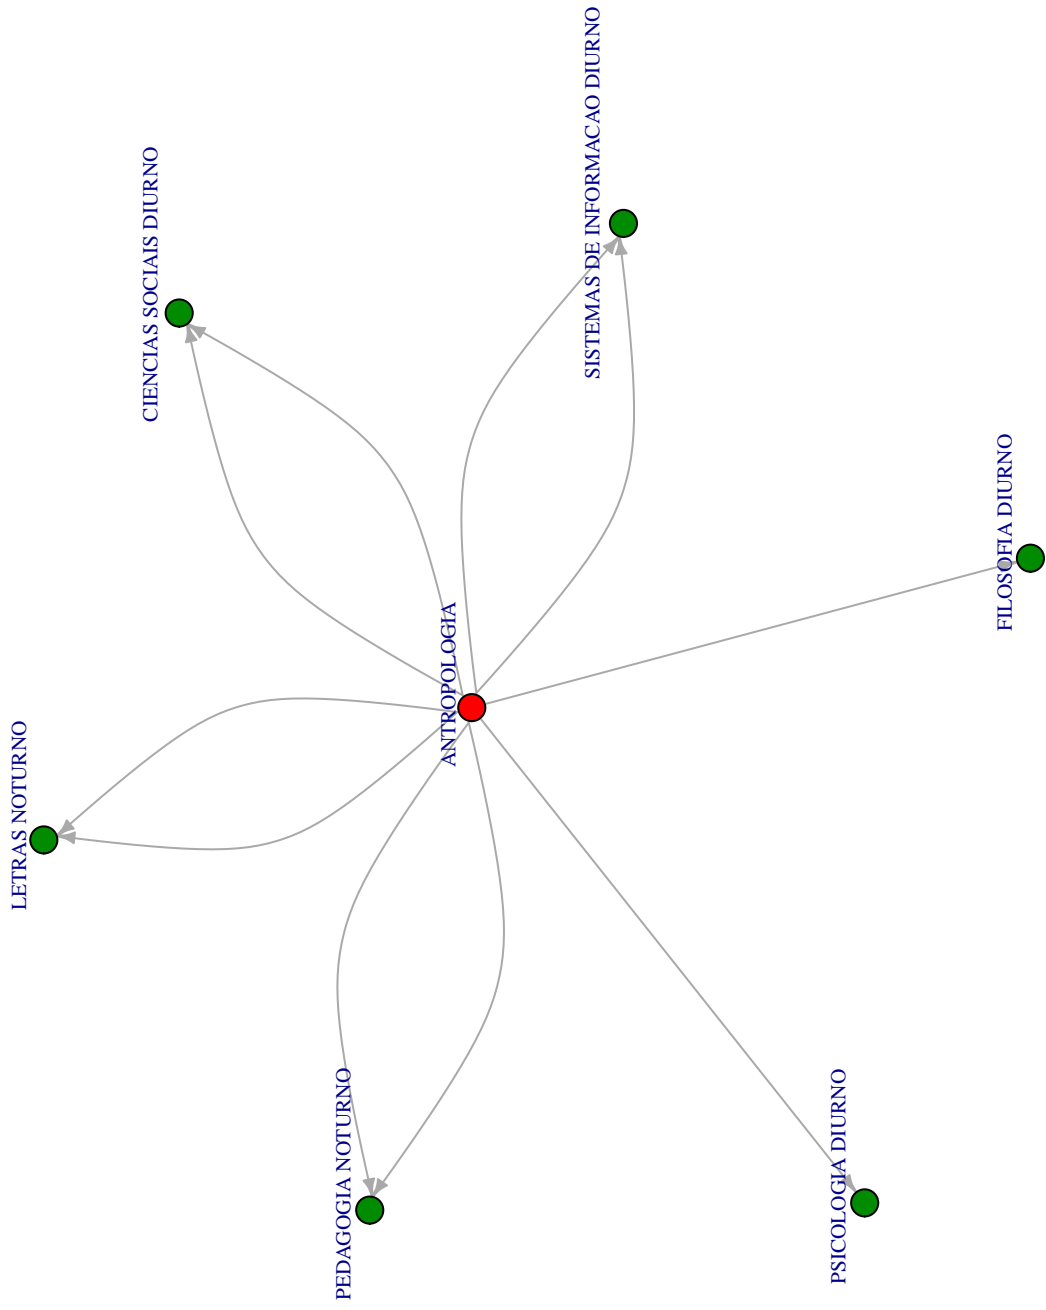 SISTEMAS DE INFORMACAO DIURNO
CIENCIAS SOCIAIS DIURNO
FILOSOFIA DIURNO
ANTROPOLOGIA
LETRAS NOTURNO
PEDAGOGIA NOTURNO
PSICOLOGIA DIURNO